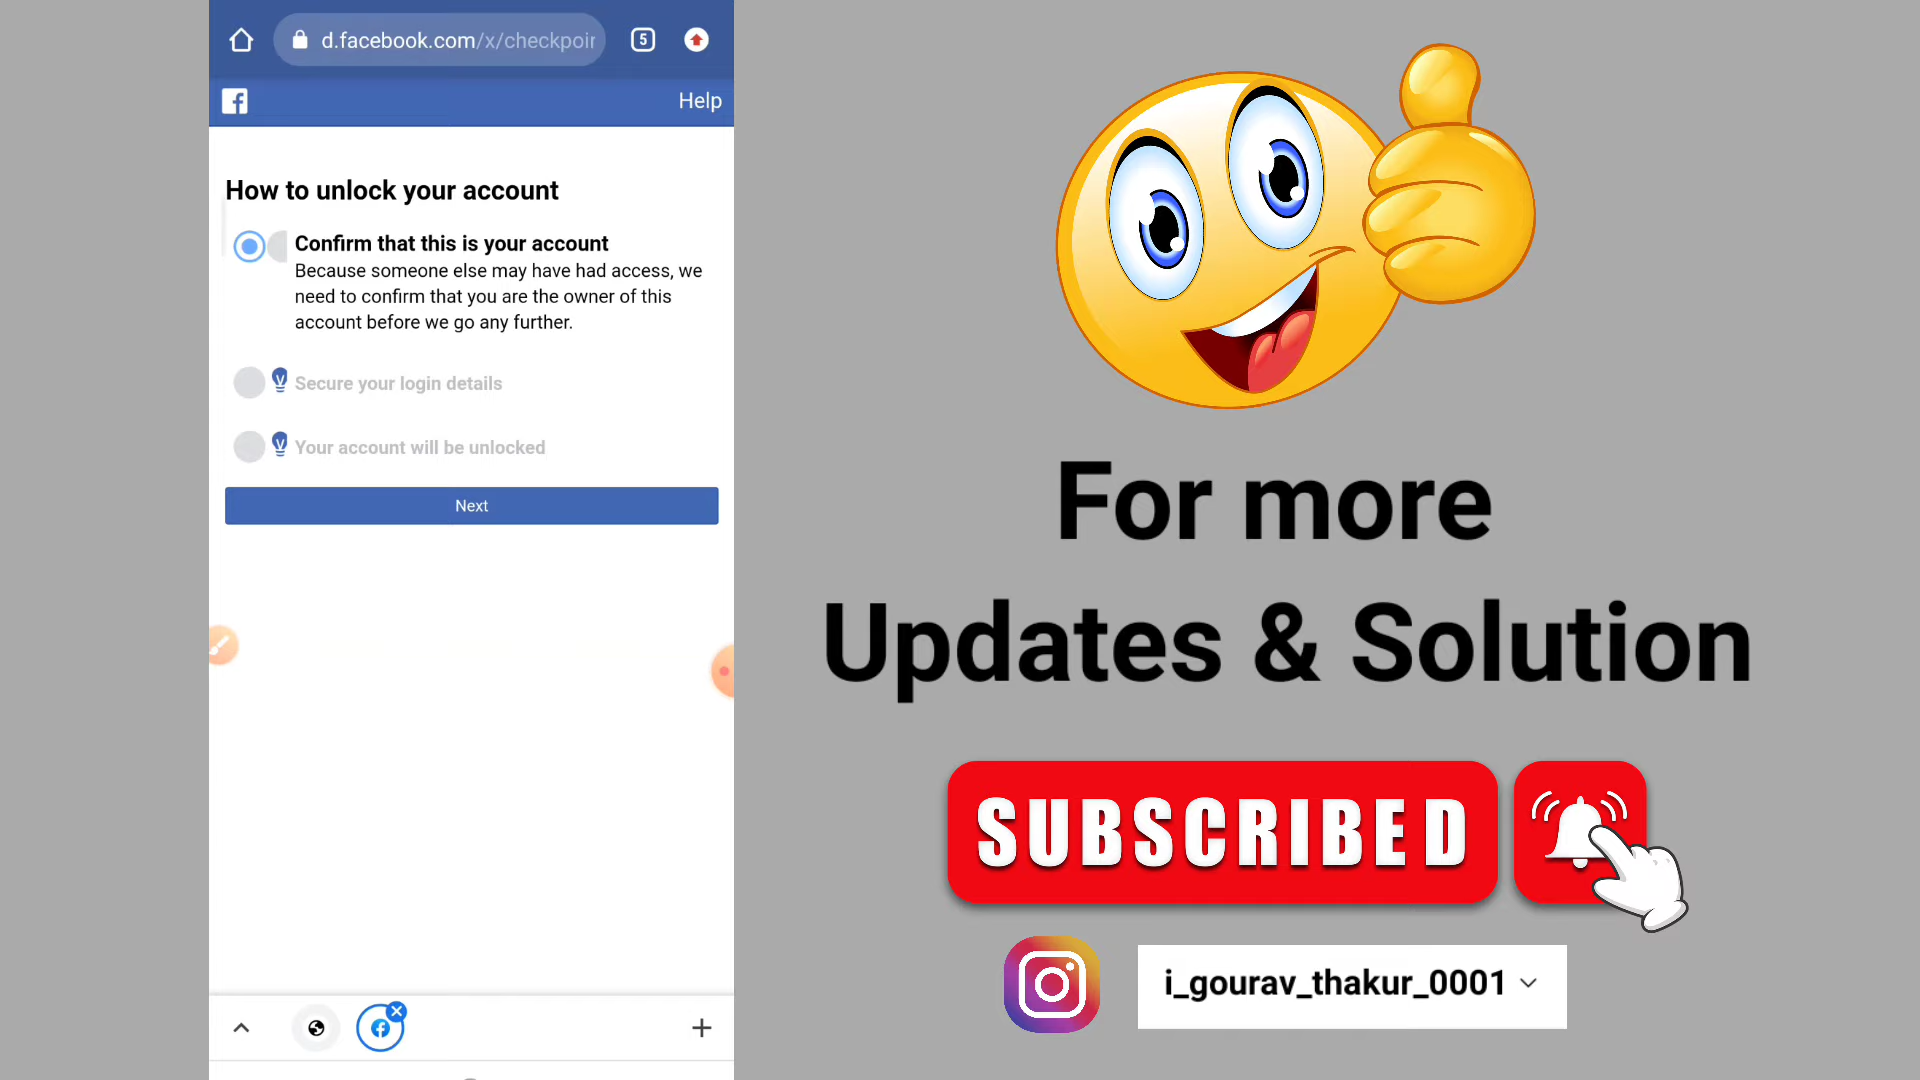 d.facebook.com/x/checkpoir
5
Help
How to unlock your account
Confirm that this is your account
Because someone else may have had access, we
need to confirm that you are the owner of this
account before we go any further.
Secure your login details
Your account will be unlocked
Next
For more
Updates & Solution
SUBSCRIBED
i_gourav_thakur_0001